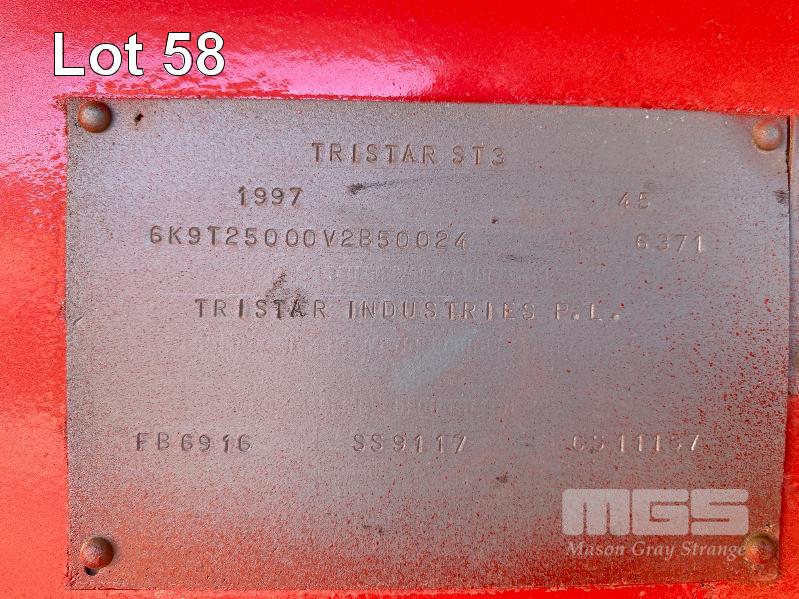 Lot 58
TRISTAR ST3
1997 45
6K9T25000V2B50024 6371
TRISTAR INDUSTRIES P.L.
FB6916 SS9117
MGS
Mason Gray Strange